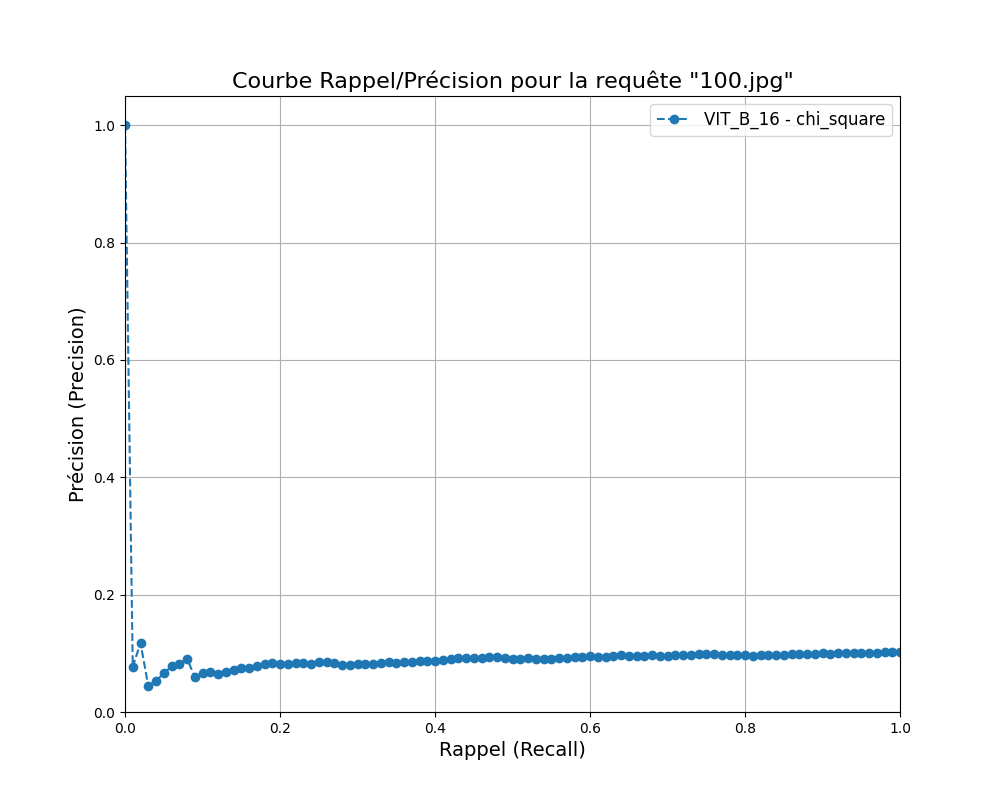 Courbe Rappel/Précision pour la requête "100.jpg"
VIT_B_16 - chi_square
1.0
0.8
0.6
0.4
0.2
0.0
Précision (Precision)
0.0 0.2 0.4 0.6 0.8 1.0
Rappel (Recall)